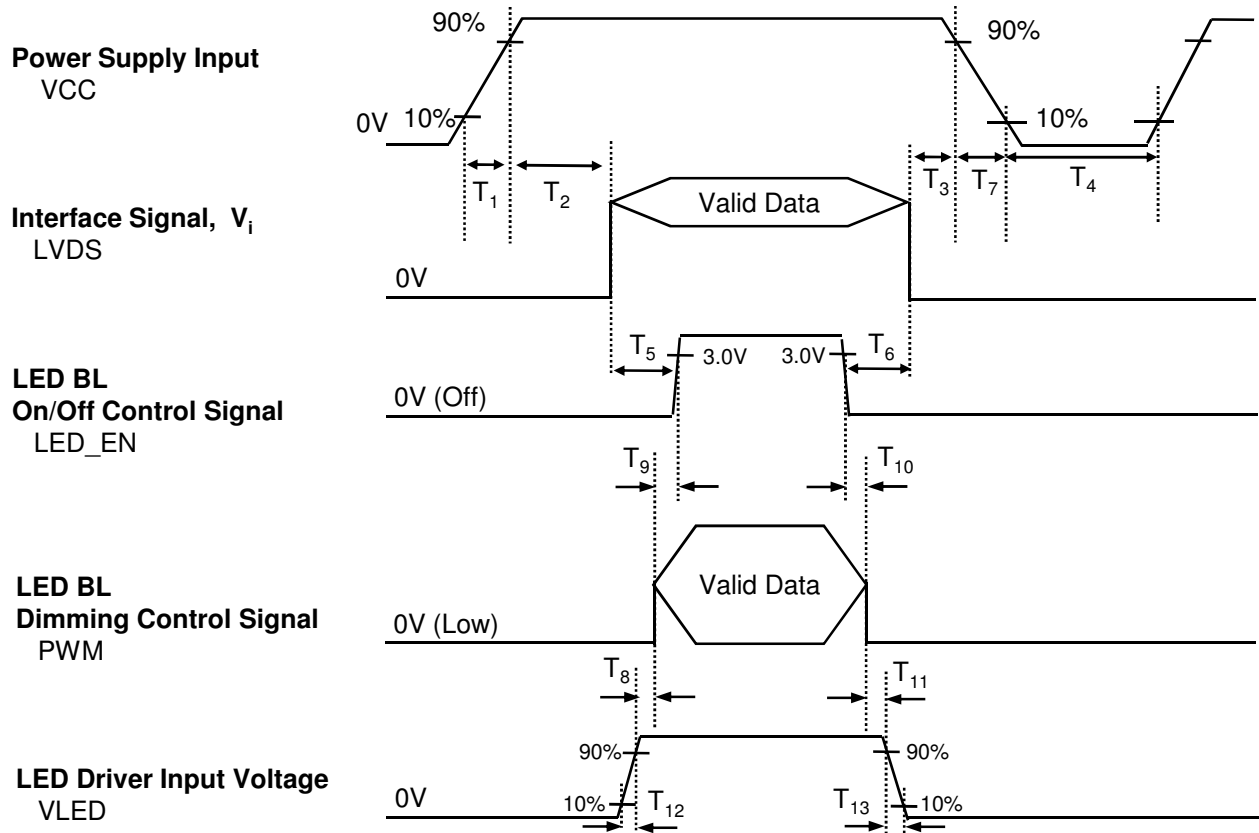 90%
90%
Power Supply Input
VCC
0V
10%
10%
T1
T2
T3
T7
T4
Interface Signal, Vi
LVDS
Valid Data
0V
T5
3.0V
3.0V
T6
LED BL
On/Off Control Signal
LED_EN
0V (Off)
T9
T10
LED BL
Dimming Control Signal
PWM
Valid Data
0V (Low)
T8
T11
90%
90%
LED Driver Input Voltage
VLED
0V
10%
T12
T13
10%